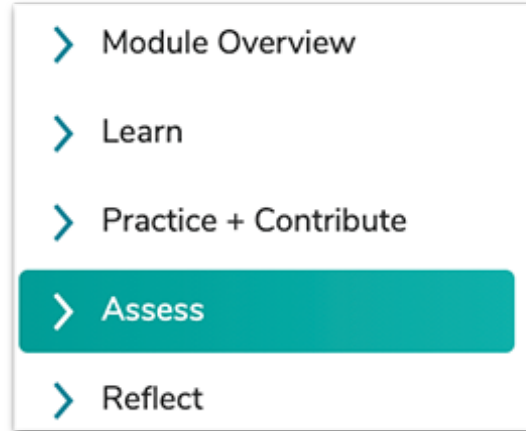 Module Overview
Learn
Practice + Contribute
Assess
Reflect